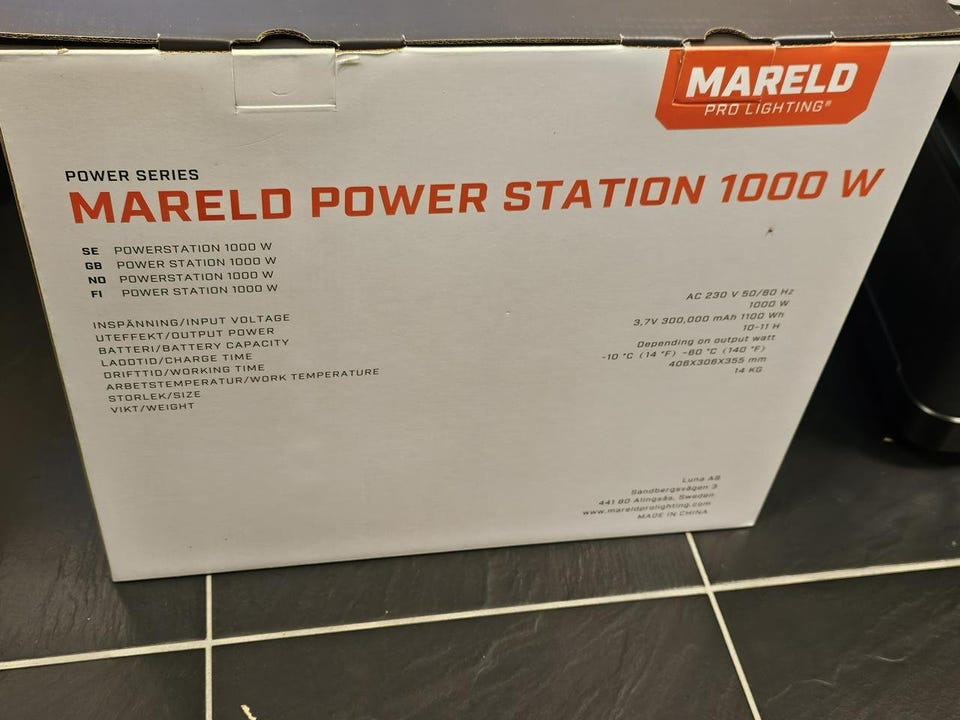 MARELD
PRO LIGHTING®
POWER SERIES
MARELD POWER STATION 1000 W
SE POWERSTATION 1000 W
GB POWER STATION 1000 W
NO POWERSTATION 1000 W
FI POWER STATION 1000 W
INSPÄNNING/INPUT VOLTAGE AC 230 V 50/60 Hz
UTEFFEKT/OUTPUT POWER 1000 W
BATTERI/BATTERY CAPACITY 3,7V 300,000 mAh 1100 Wh
LADDTID/CHARGE TIME 10-11 H
DRIFTTID/WORKING TIME Depending on output watt
ARBETSTEMPERATUR/WORK TEMPERATURE -10 °C (14 °F) -60 °C (140 °F)
STORLEK/SIZE 406X306X355 mm
VIKT/WEIGHT 14 KG
Luna AB
Sandbergsvägen 3
441 80 Alingsås, Sweden
www.mareldprolighting.com
MADE IN CHINA